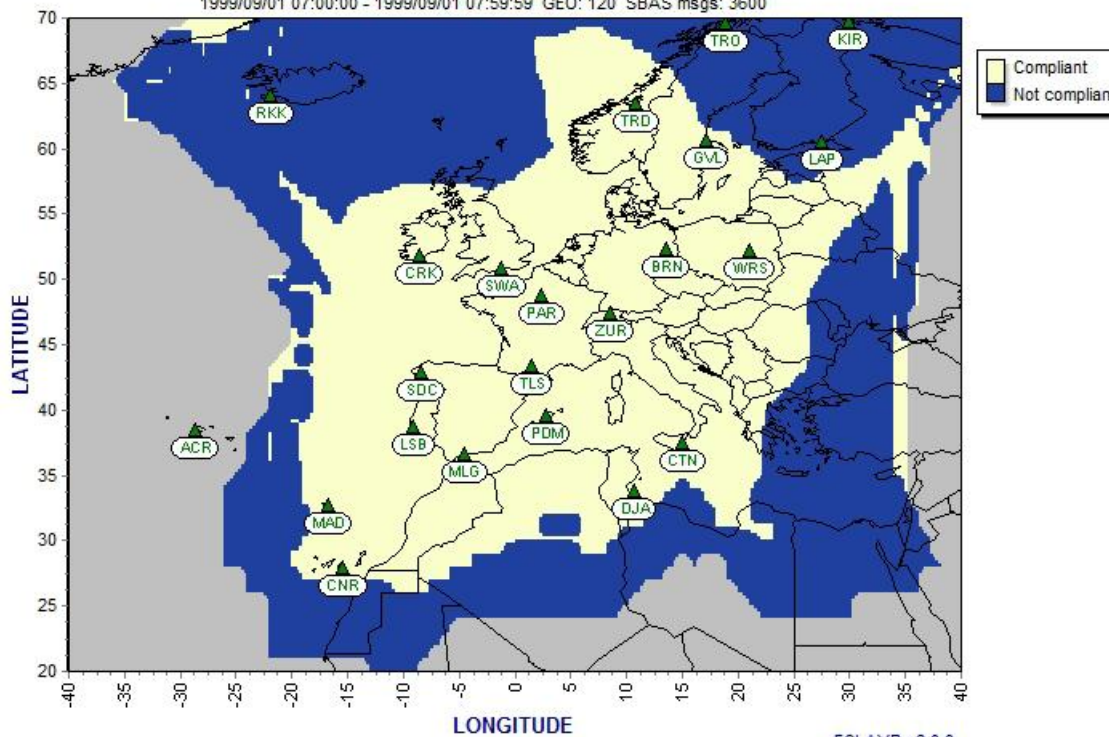 1999/09/01 07:00:00 - 1999/09/01 07:59:59 GEO: 120 SBAS msgs: 3600
Compliant
Not complian
LATITUDE
70
65
60
55
50
45
40
35
30
25
20
TRO
KIR
RKK
TRD
GVL
LAP
CRK
SWA
BRN
WRS
PAR
ZUR
SDC
TLS
ACR
LSB
PDM
MLG
CTN
MAD
DJA
CNR
-40
-35
-30
-25
-20
-15
-10
-5
0
5
10
15
20
25
30
35
40
LONGITUDE